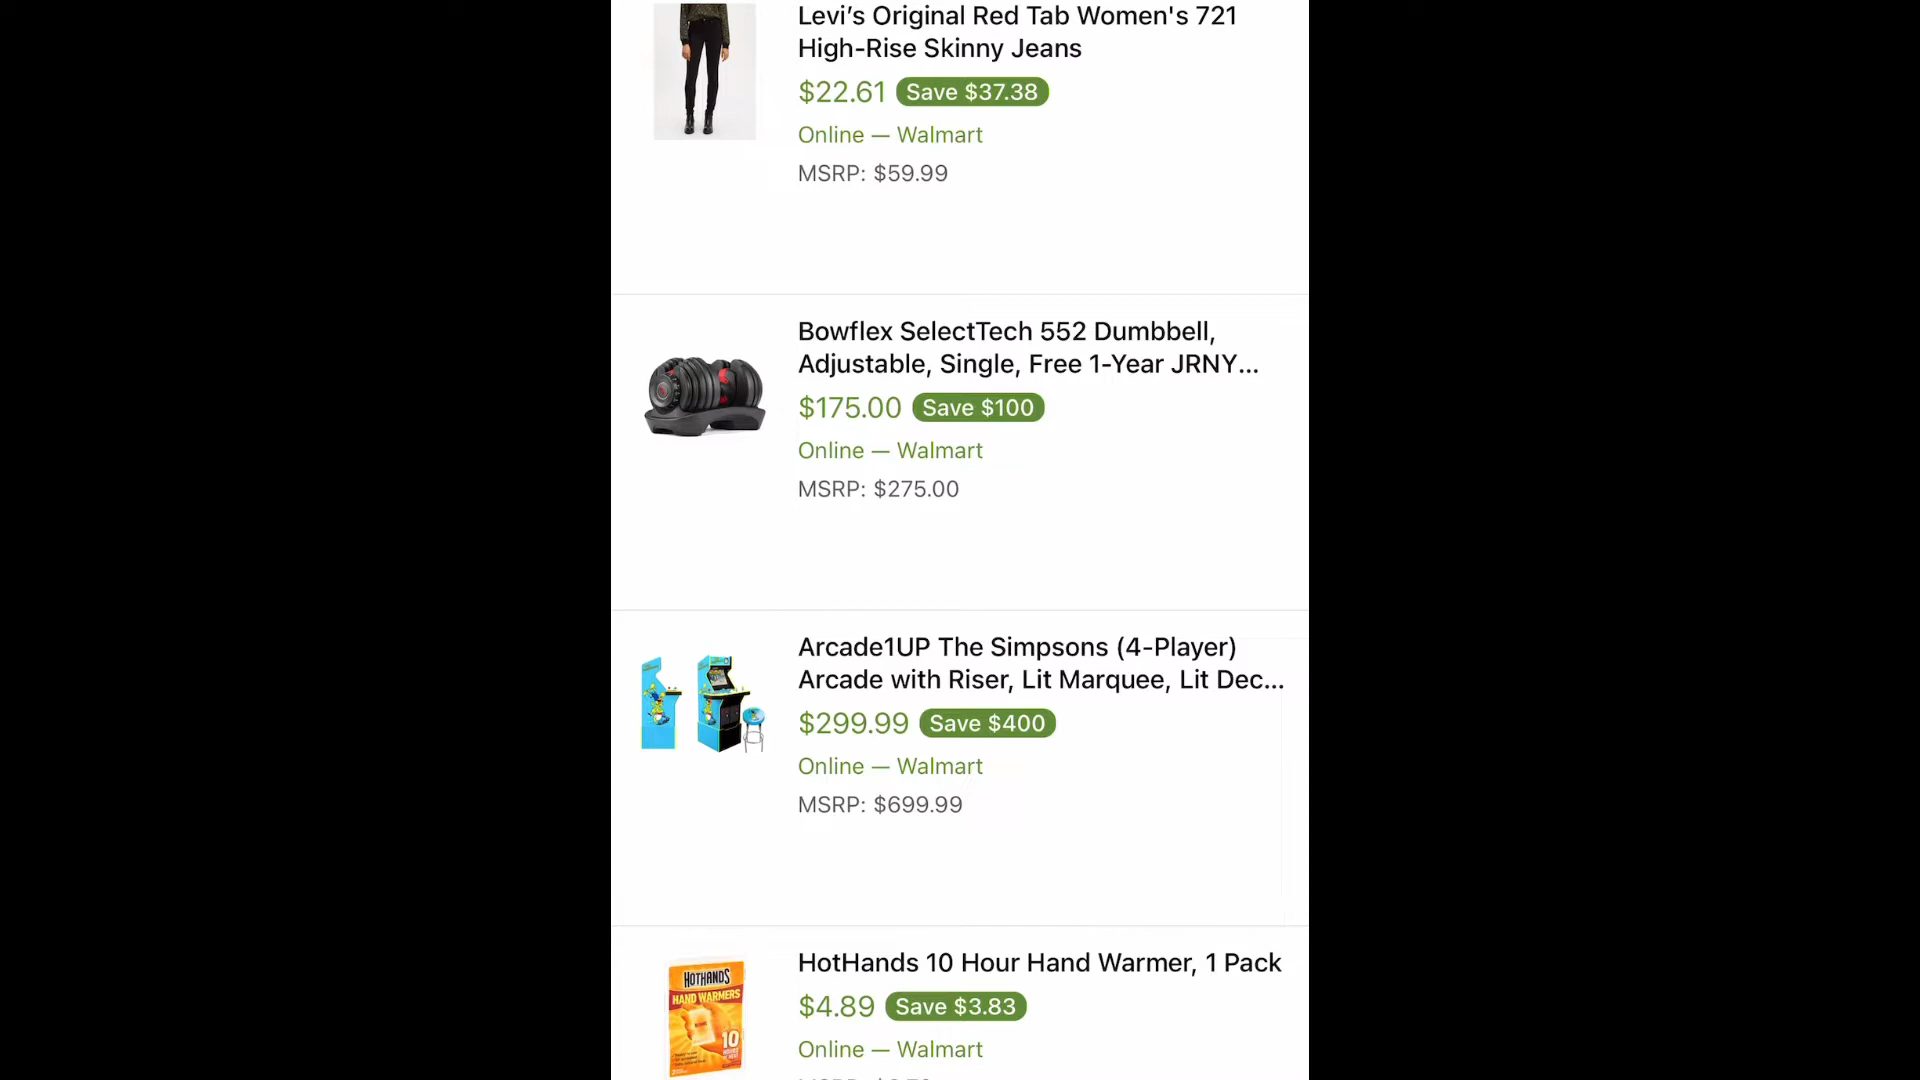 Levi’s Original Red Tab Women's 721
High-Rise Skinny Jeans
$22.61 Save $37.38
Online — Walmart
MSRP: $59.99
Bowflex SelectTech 552 Dumbbell,
Adjustable, Single, Free 1-Year JRNY...
$175.00 Save $100
Online — Walmart
MSRP: $275.00
Arcade1UP The Simpsons (4-Player)
Arcade with Riser, Lit Marquee, Lit Dec...
$299.99 Save $400
Online — Walmart
MSRP: $699.99
HotHands 10 Hour Hand Warmer, 1 Pack
$4.89 Save $3.83
Online — Walmart
HOTHANDS
HAND WARMERS
10